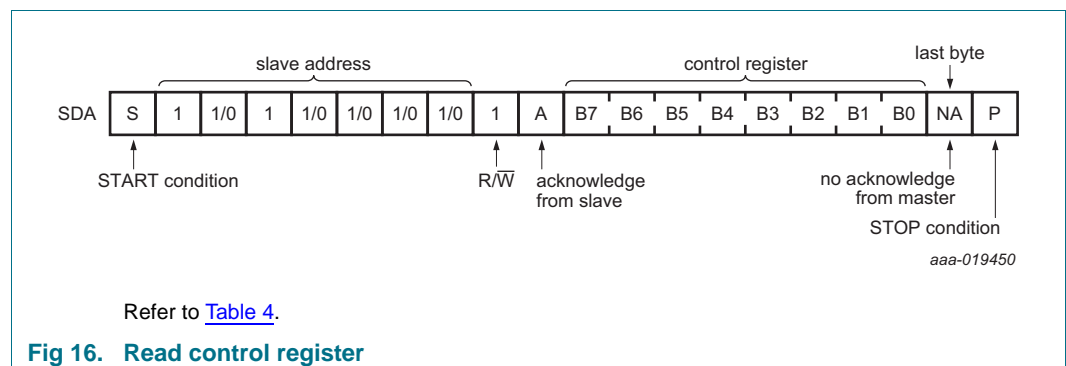 last byte
slave address
control register
SDA S 1 1/0 1 1/0 1/0 1/0 1/0 1 A B7 B6 B5 B4 B3 B2 B1 B0 NA P
START condition
R/W̅
acknowledge
from slave
no acknowledge
from master
STOP condition
aaa-019450
Refer to Table 4.
Fig 16. Read control register